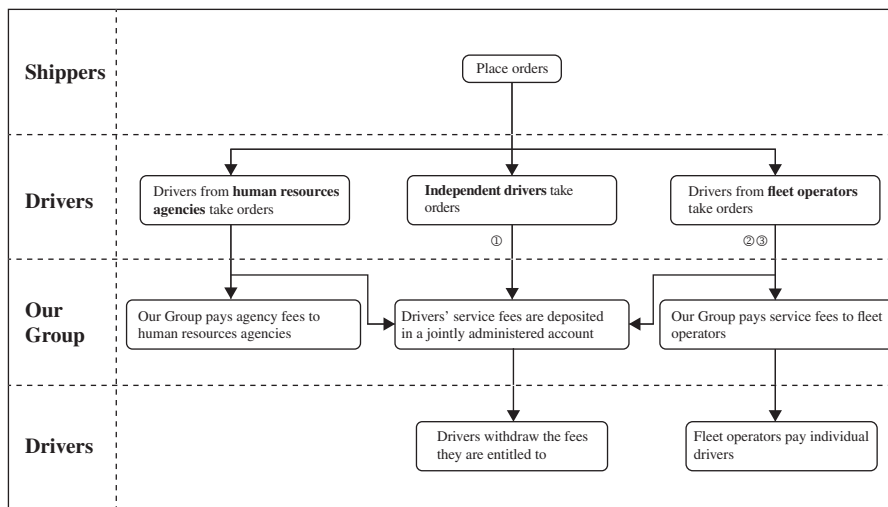 Shippers
Place orders
Drivers
Drivers from human resources
agencies take orders
Independent drivers take
orders
Drivers from fleet operators
take orders
①
②③
Our
Group
Our Group pays agency fees to
human resources agencies
Drivers’ service fees are deposited
in a jointly administered account
Our Group pays service fees to fleet
operators
Drivers
Drivers withdraw the fees
they are entitled to
Fleet operators pay individual
drivers